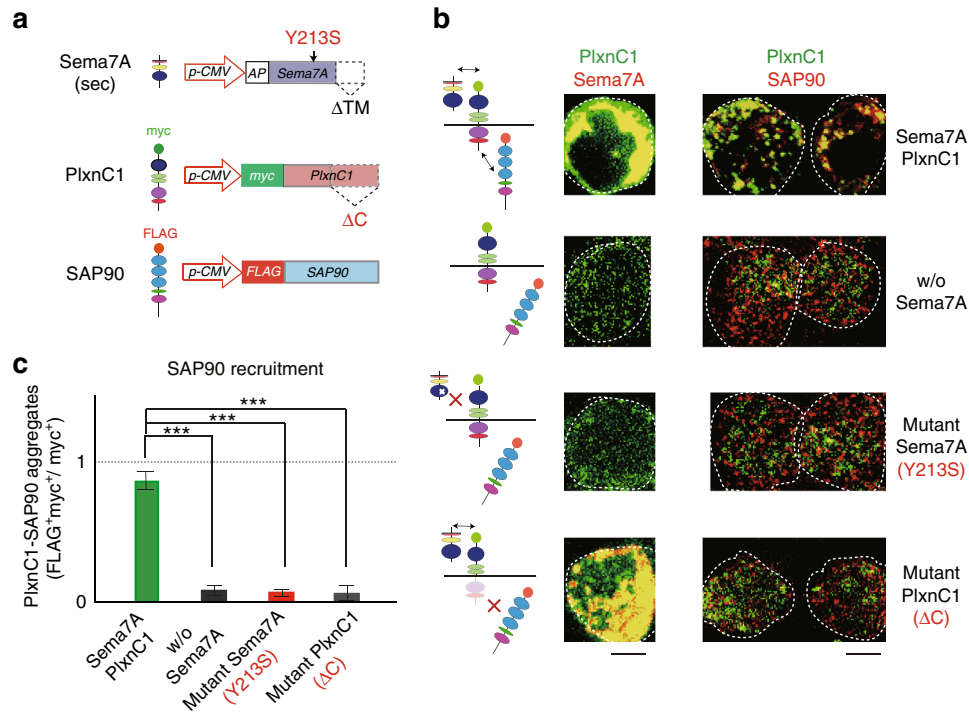 a
Sema7A
(sec)
p-CMV
AP
Sema7A
Y213S
ΔTM
myc
PlxnC1
p-CMV
myc
PlxnC1
ΔC
FLAG
SAP90
p-CMV
FLAG
SAP90
b
PlxnC1
Sema7A
PlxnC1
SAP90
Sema7A
PlxnC1
w/o
Sema7A
Mutant
Sema7A
(Y213S)
Mutant
PlxnC1
(ΔC)
c
SAP90 recruitment
PlxnC1-SAP90 aggregates
(FLAG⁺myc⁺/ myc⁺)
1
0
***
***
***
Sema7A
PlxnC1
w/o
Sema7A
Mutant Sema7A
(Y213S)
Mutant PlxnC1
(ΔC)